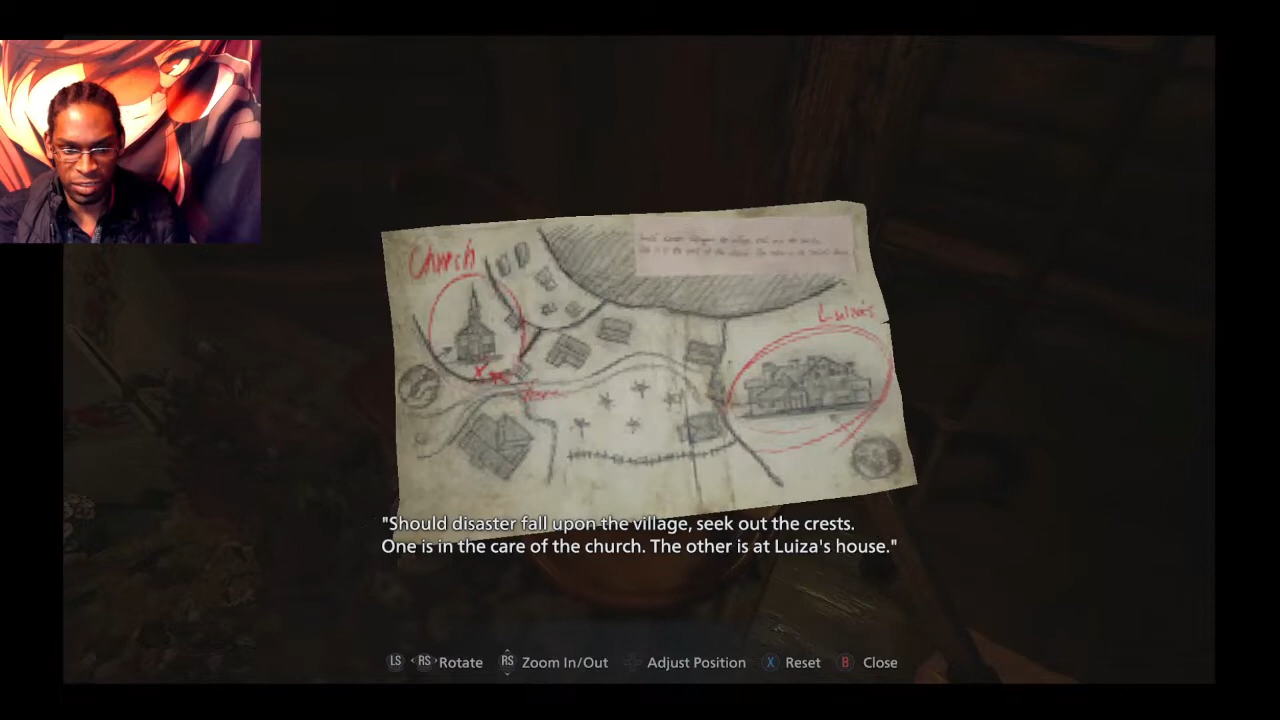 Church
Luiza's
"Should disaster fall upon the village, seek out the crests.
One is in the care of the church. The other is at Luiza's house."
LS RS Rotate RS Zoom In/Out Adjust Position X Reset B Close